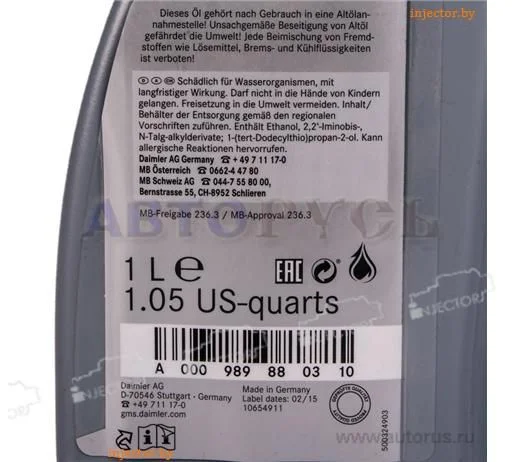 Dieses Öl gehört nach Gebrauch in eine Altölan-
nahmestelle! Unsachgemäße Beseitigung von Altöl
gefährdet die Umwelt! Jede Beimischung von Fremd-
stoffen wie Lösemittel, Brems- und Kühlflüssigkeiten
ist verboten!
injector.by
Schädlich für Wasserorganismen, mit
langfristiger Wirkung. Darf nicht in die Hände von Kindern
gelangen. Freisetzung in die Umwelt vermeiden. Inhalt/
Behälter der Entsorgung gemäß den regionalen
Vorschriften zuführen. Enthält Ethanol, 2,2'-Iminobis-,
N-Talg-alkylderivate; 1-(tert-Dodecylthio)propan-2-ol. Kann
allergische Reaktionen hervorrufen.
Daimler AG Germany ☎ + 49 7 11 17-0
MB Österreich ☎ 0662-4 47 80
MB Schweiz AG ☎ 044-7 55 80 00,
Bernstrasse 55, CH-8952 Schlieren
АВТОРУСЬ
MB-Freigabe 236.3 / MB-Approval 236.3
1 L e
EAC
1.05 US-quarts
INJECTOR
INJECTOR
A 000 989 88 03 10
Daimler AG
D-70546 Stuttgart - Germany
☎ +49 711 17-0
gms.daimler.com
Made in Germany
Label dates: 02/15
10654911
GEPRÜFTE QUALITÄT
500324903
www.autorus.ru
injector.by